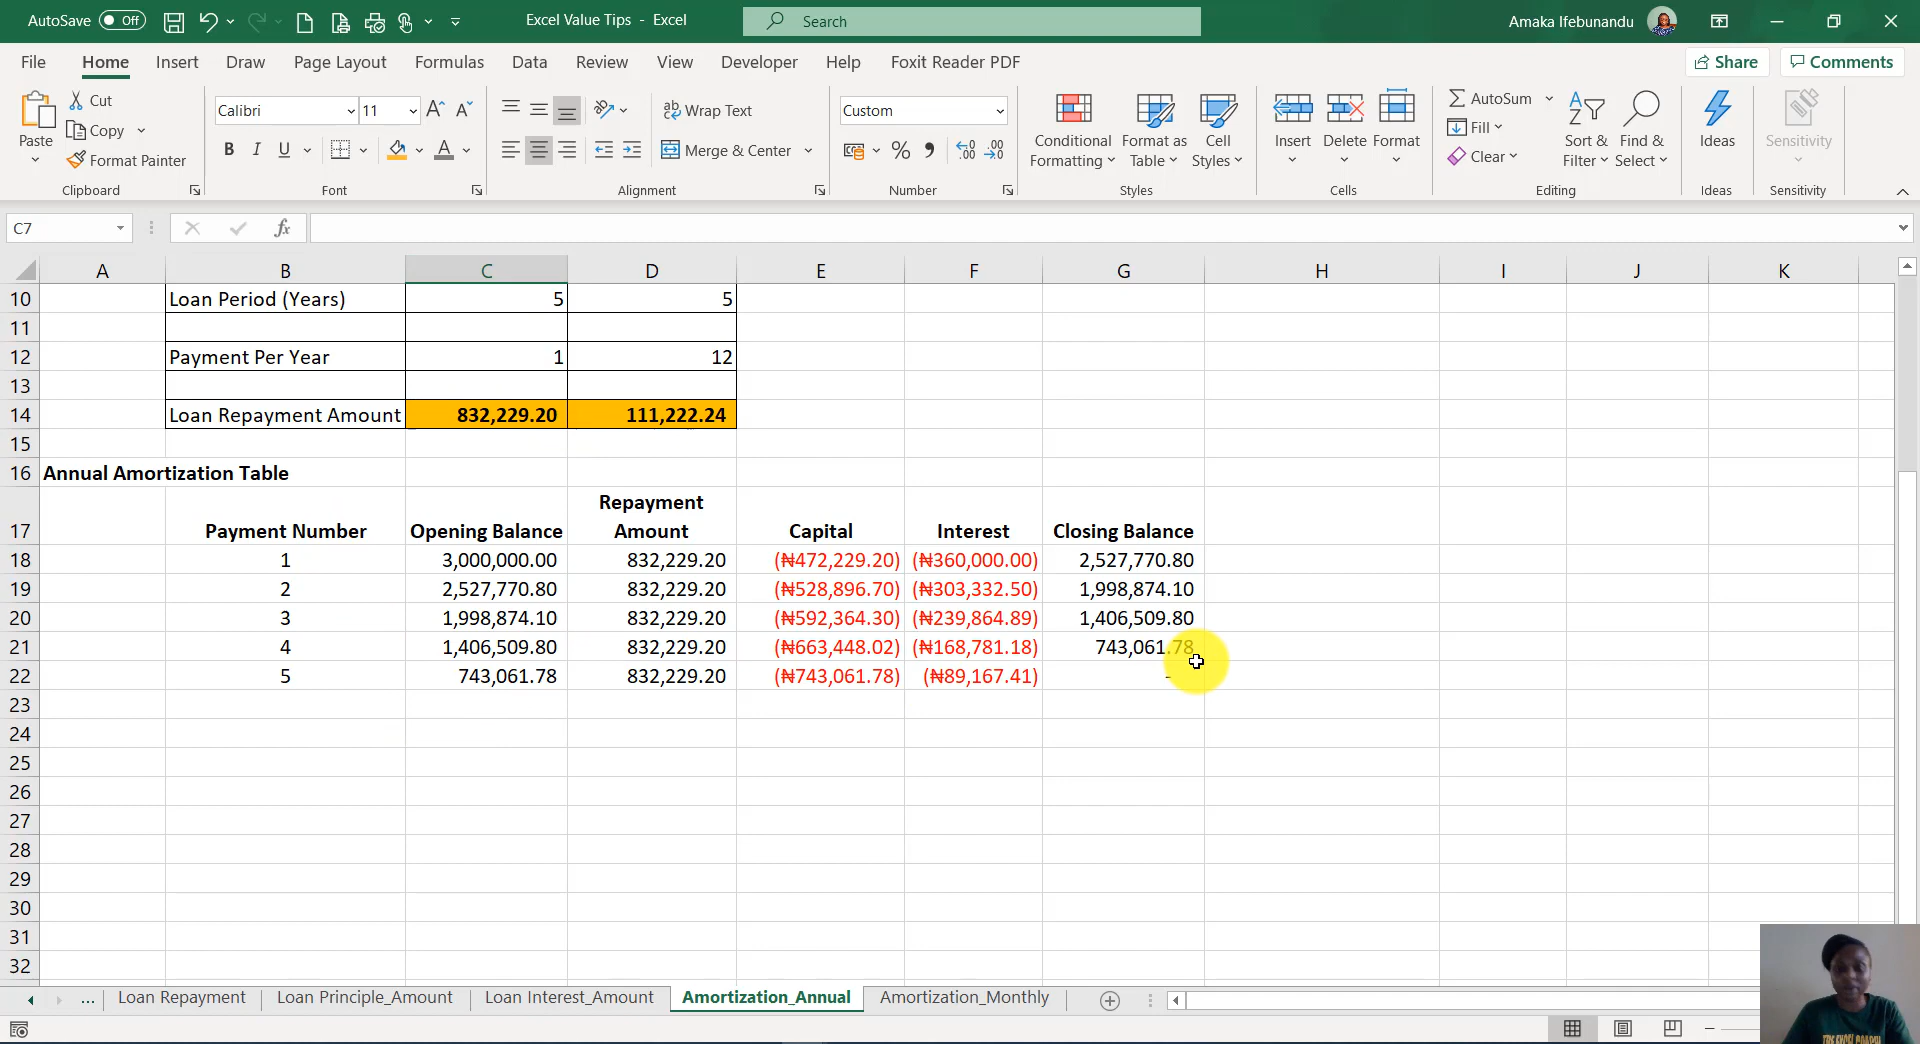 AutoSave Off Excel Value Tips - Excel Search Amaka Ifebunandu
File Home Insert Draw Page Layout Formulas Data Review View Developer Help Foxit Reader PDF Share Comments
Paste Cut Copy Format Painter Clipboard
Calibri 11 A A B I U A Font
Wrap Text Merge & Center Alignment
Custom % Number
Conditional Formatting Format as Table Cell Styles Styles
Insert Delete Format Cells
AutoSum Fill Clear Sort & Filter Find & Select Editing
Ideas Ideas
Sensitivity Sensitivity
C7 fx
A B C D E F G H I J K
10 Loan Period (Years) 5 5
11
12 Payment Per Year 1 12
13
14 Loan Repayment Amount 832,229.20 111,222.24
15
16 Annual Amortization Table
17 Payment Number Opening Balance Repayment Amount Capital Interest Closing Balance
18 1 3,000,000.00 832,229.20 (₦472,229.20) (₦360,000.00) 2,527,770.80
19 2 2,527,770.80 832,229.20 (₦528,896.70) (₦303,332.50) 1,998,874.10
20 3 1,998,874.10 832,229.20 (₦592,364.30) (₦239,864.89) 1,406,509.80
21 4 1,406,509.80 832,229.20 (₦663,448.02) (₦168,781.18) 743,061.78
22 5 743,061.78 832,229.20 (₦743,061.78) (₦89,167.41) -
23
24
25
26
27
28
29
30
31
32
... Loan Repayment Loan Principle_Amount Loan Interest_Amount Amortization_Annual Amortization_Monthly